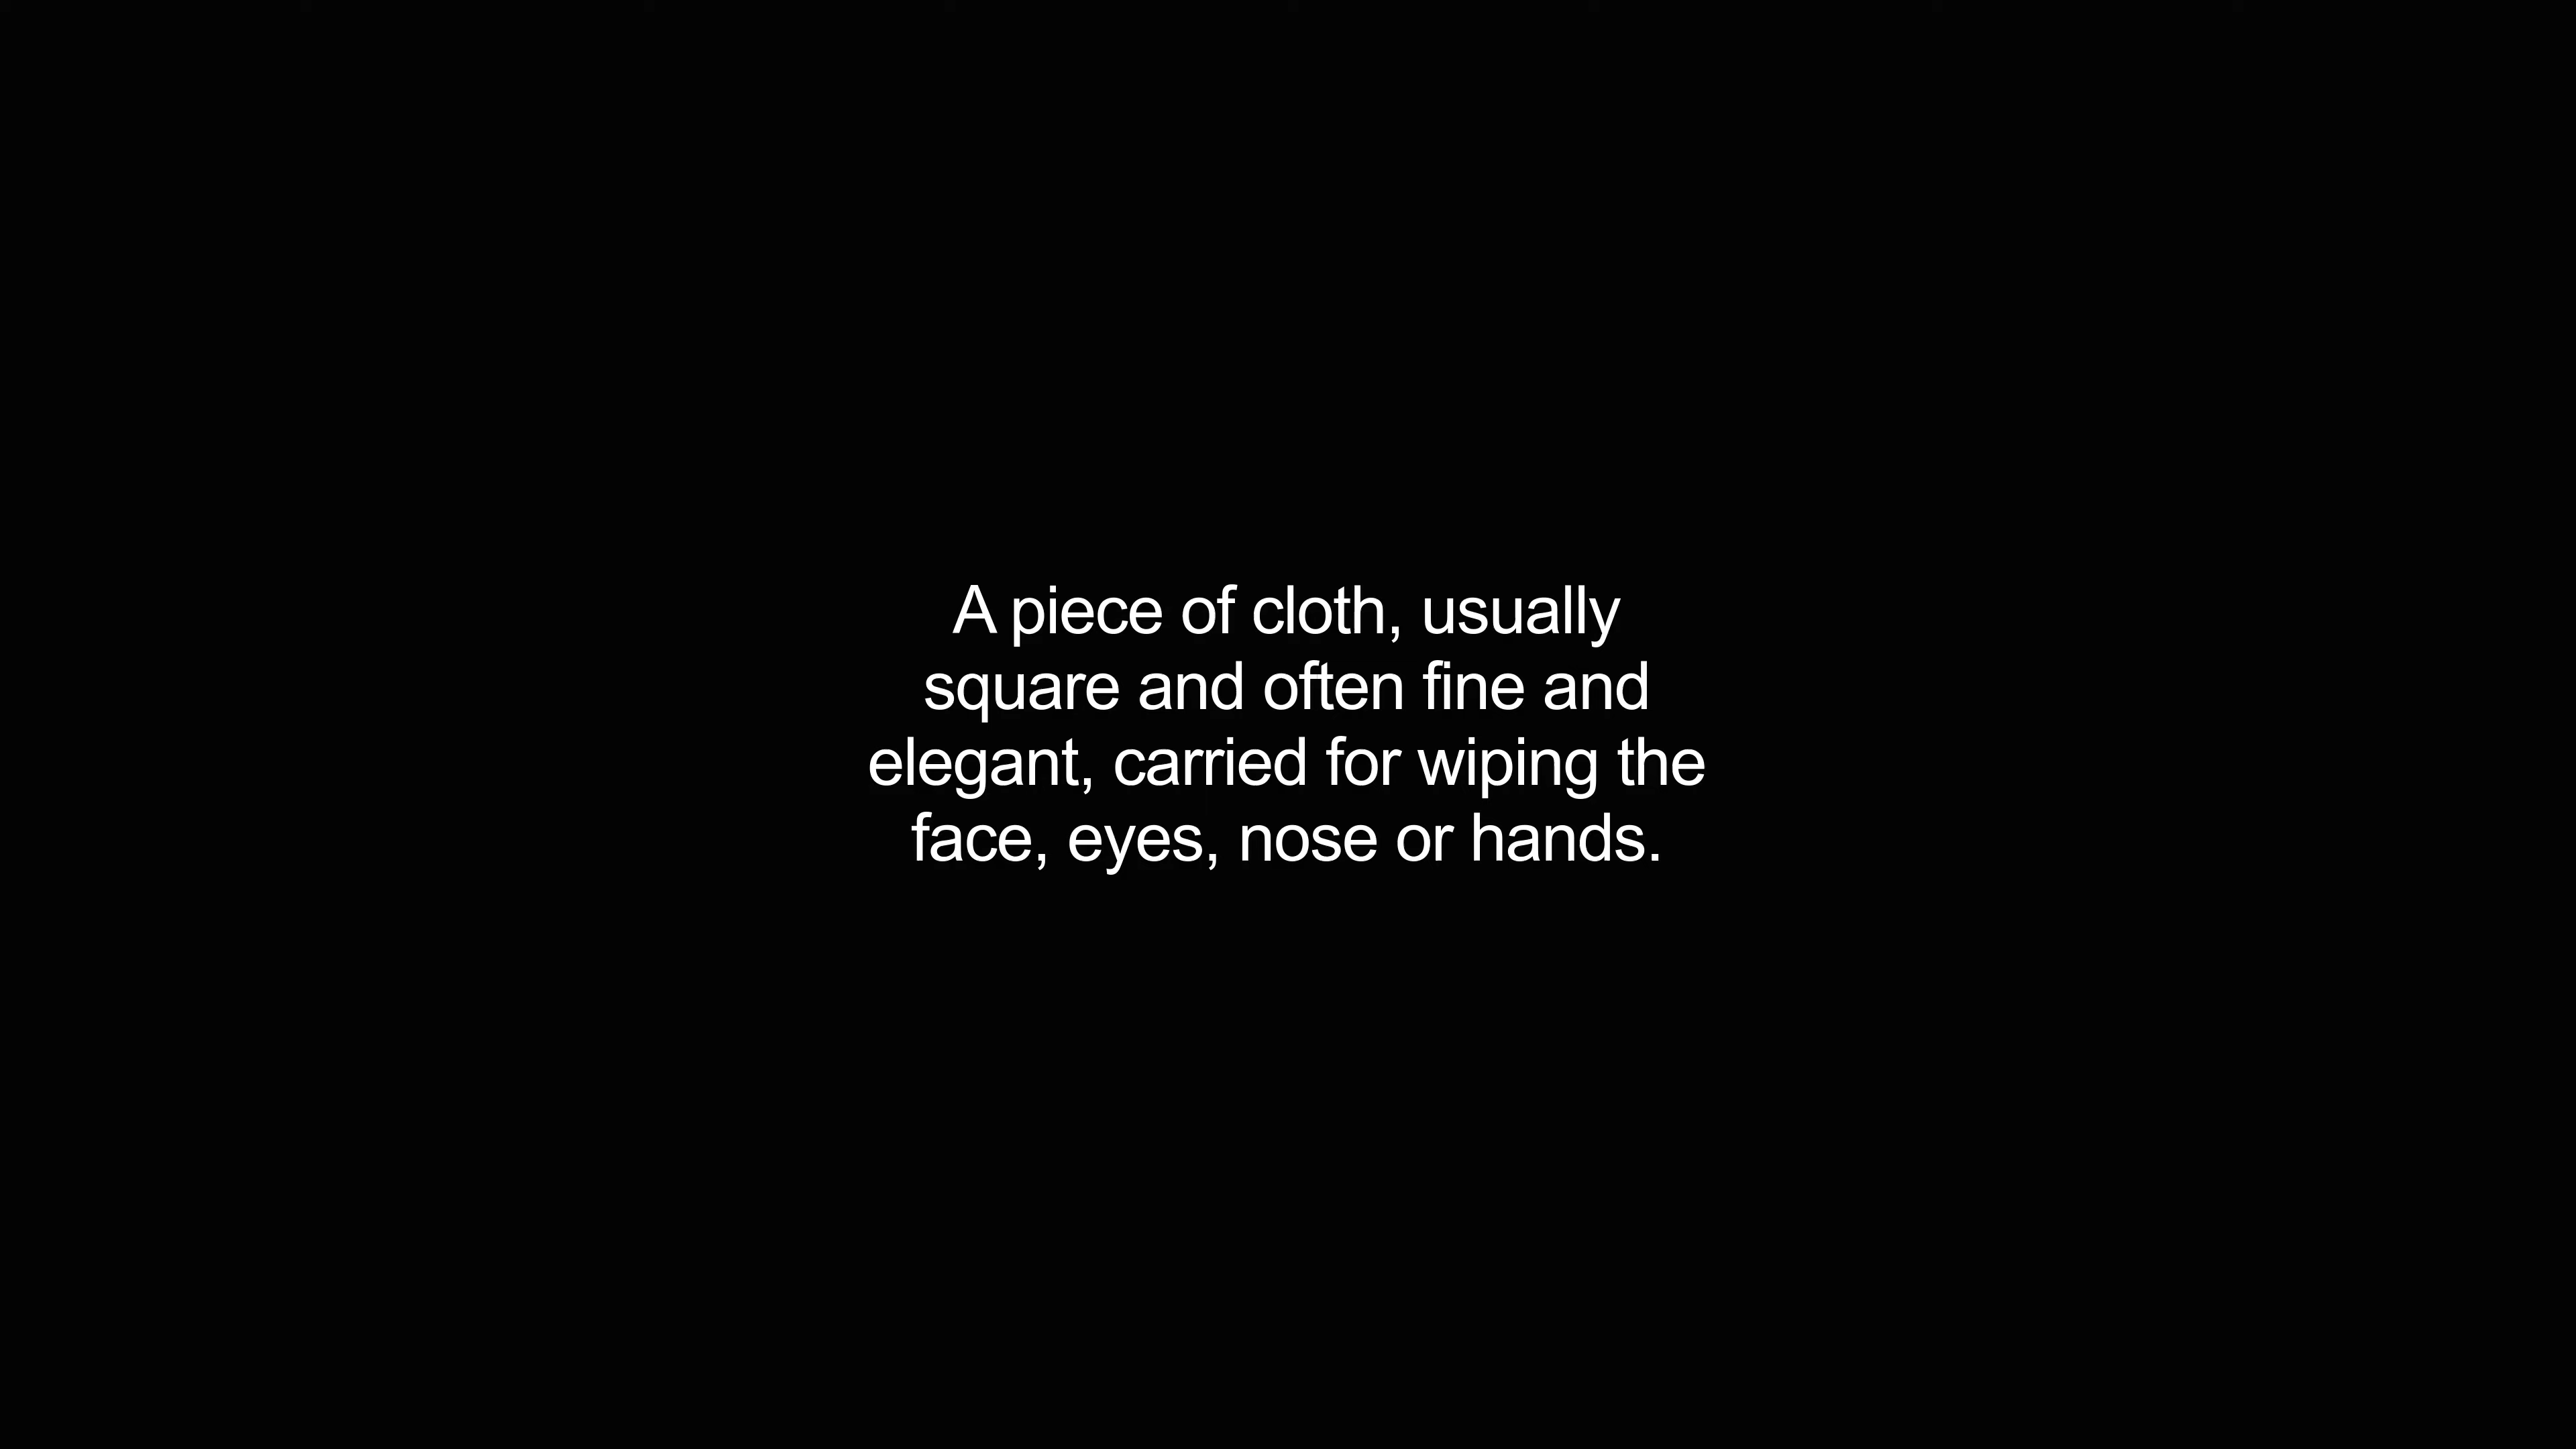 A piece of cloth, usually
square and often fine and
elegant, carried for wiping the
face, eyes, nose or hands.